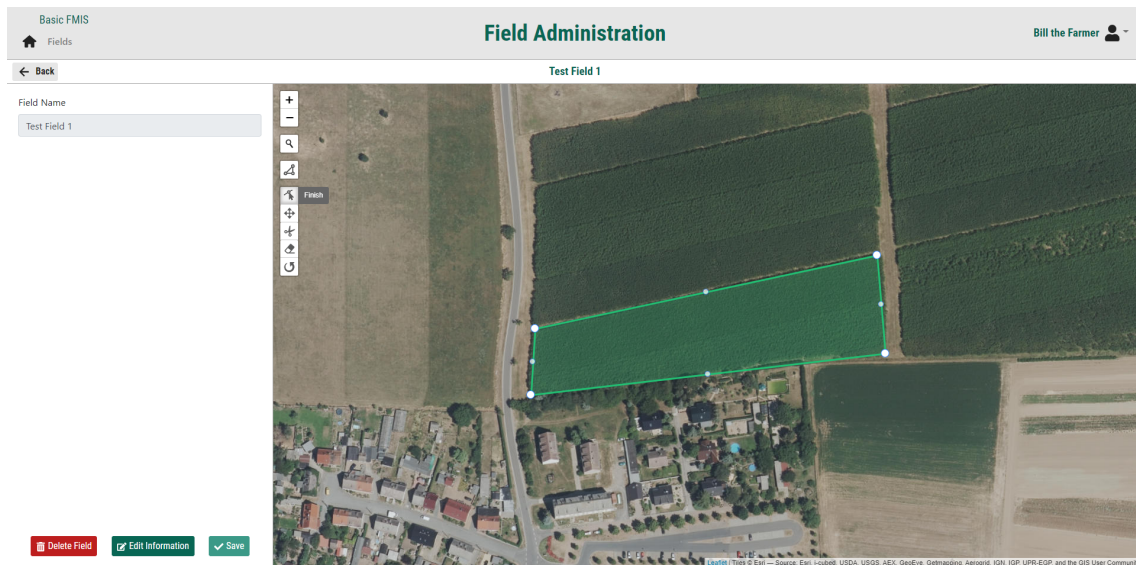 Basic FMIS
Fields
Field Administration
Bill the Farmer
Back
Test Field 1
Field Name
Test Field 1
+
−
Finish
Delete Field
Edit Information
Save
Leaflet | Tiles © Esri — Source: Esri, i-cubed, USDA, USGS, AEX, GeoEye, Getmapping, Aerogrid, IGN, IGP, UPR-EGP, and the GIS User Communi